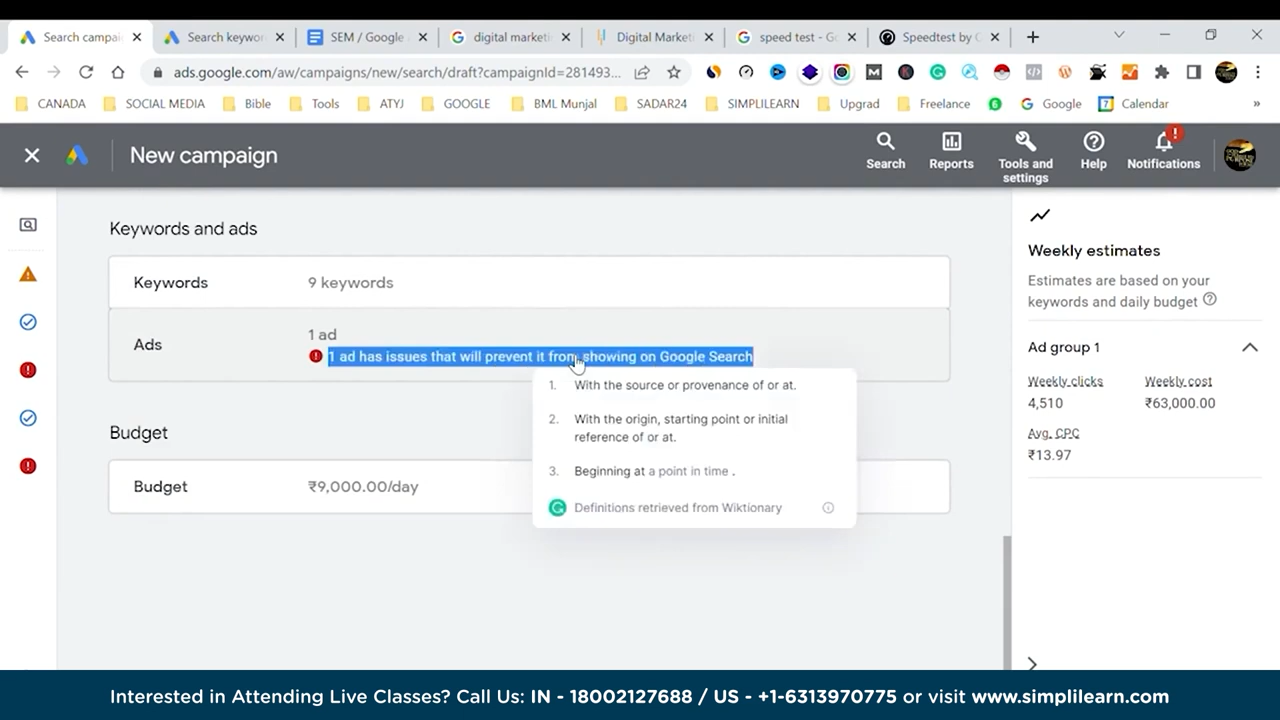 Search campai
Search keywor
SEM / Google
digital marketi
Digital Marketi
speed test - Go
Speedtest by O
ads.google.com/aw/campaigns/new/search/draft?campaignId=281493...
CANADA
SOCIAL MEDIA
Bible
Tools
ATYJ
GOOGLE
BML Munjal
SADAR24
SIMPLILEARN
Upgrad
Freelance
Google
Calendar
New campaign
Search
Reports
Tools and
settings
Help
Notifications
Keywords and ads
Keywords
9 keywords
Ads
1 ad
1 ad has issues that will prevent it from showing on Google Search
1. With the source or provenance of or at.
2. With the origin, starting point or initial
reference of or at.
3. Beginning at a point in time .
Definitions retrieved from Wiktionary
Budget
Budget
₹9,000.00/day
Weekly estimates
Estimates are based on your
keywords and daily budget
Ad group 1
Weekly clicks
Weekly cost
4,510
₹63,000.00
Avg. CPC
₹13.97
Interested in Attending Live Classes? Call Us: IN - 18002127688 / US - +1-6313970775 or visit www.simplilearn.com